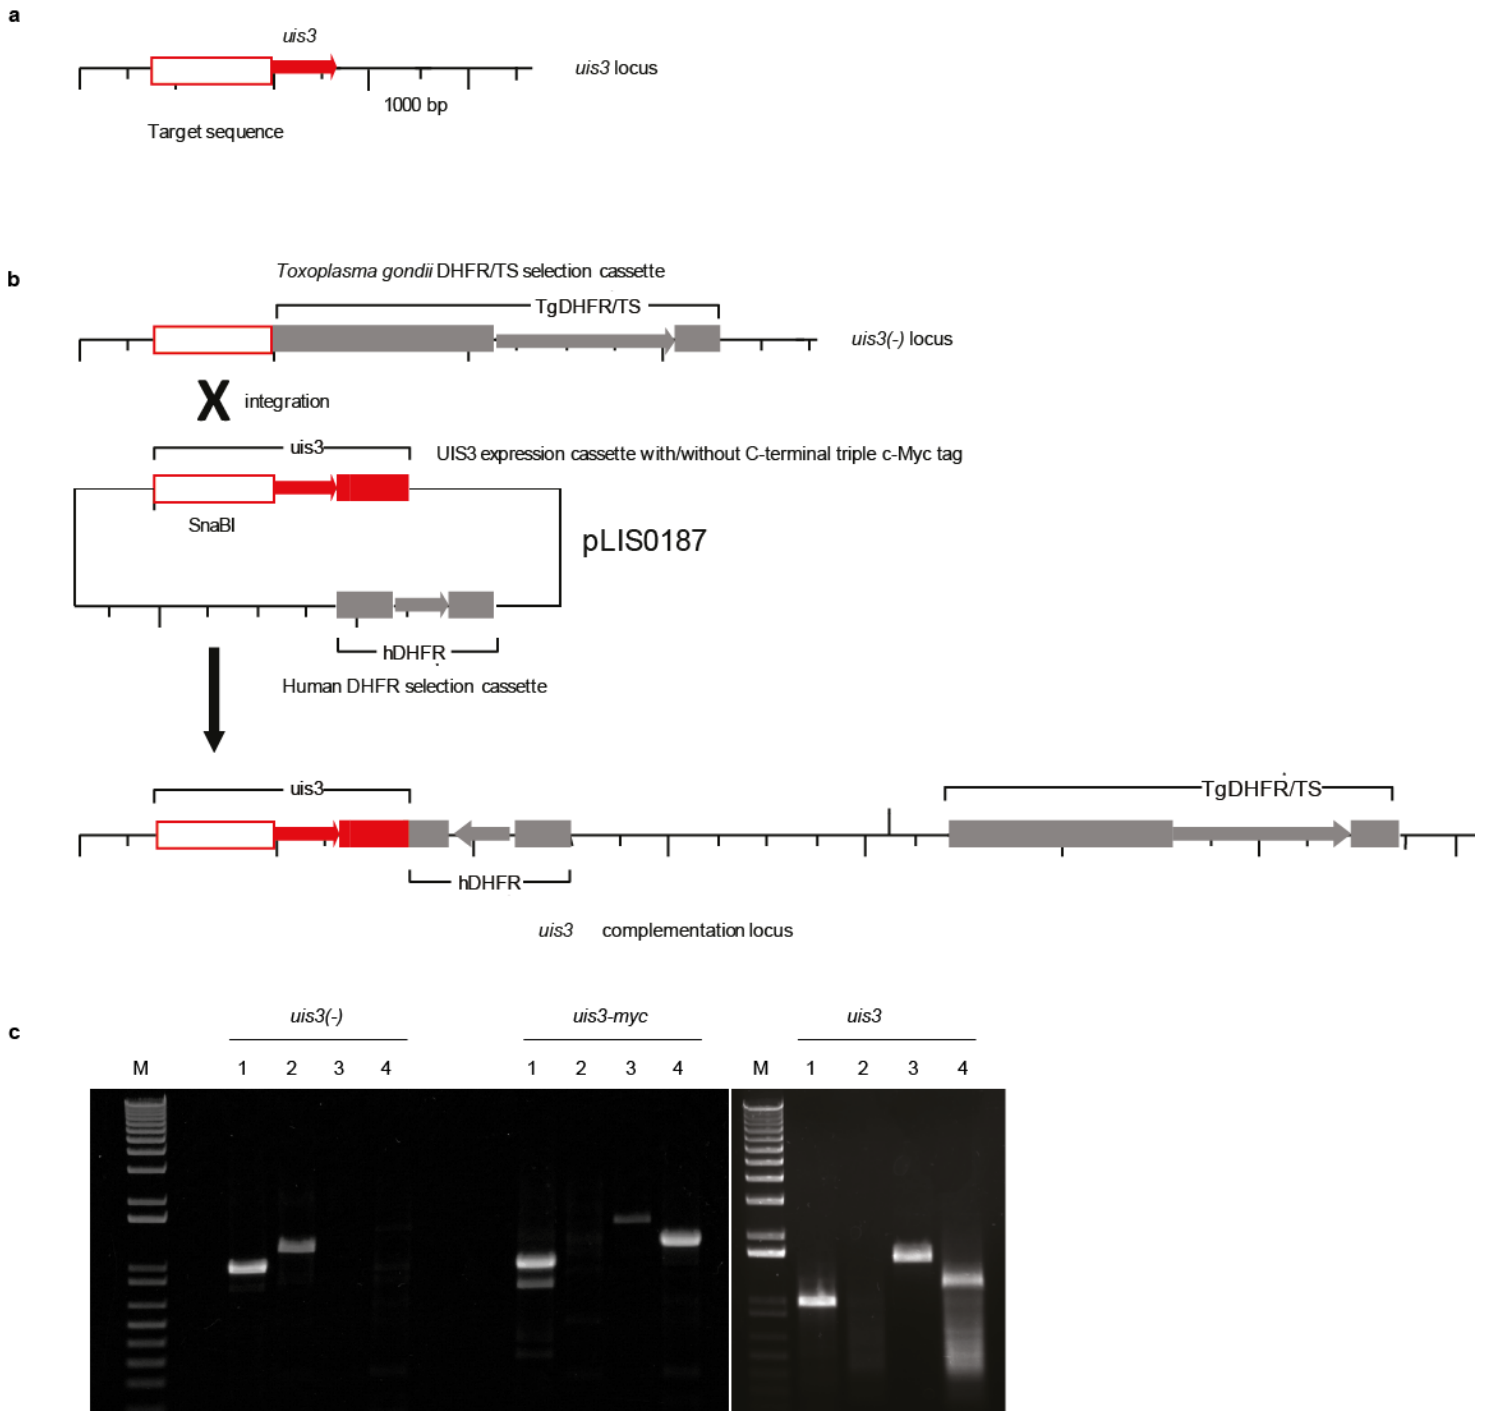 a
uis3
uis3 locus
1000 bp
Target sequence
b
Toxoplasma gondii DHFR/TS selection cassette
TgDHFR/TS
uis3(-) locus
X integration
uis3
UIS3 expression cassette with/without C-terminal triple c-Myc tag
SnaBI
pLIS0187
hDHFR
Human DHFR selection cassette
uis3
TgDHFR/TS
hDHFR
uis3 complementation locus
c
uis3(-) uis3-myc uis3
M 1 2 3 4 1 2 3 4 M 1 2 3 4